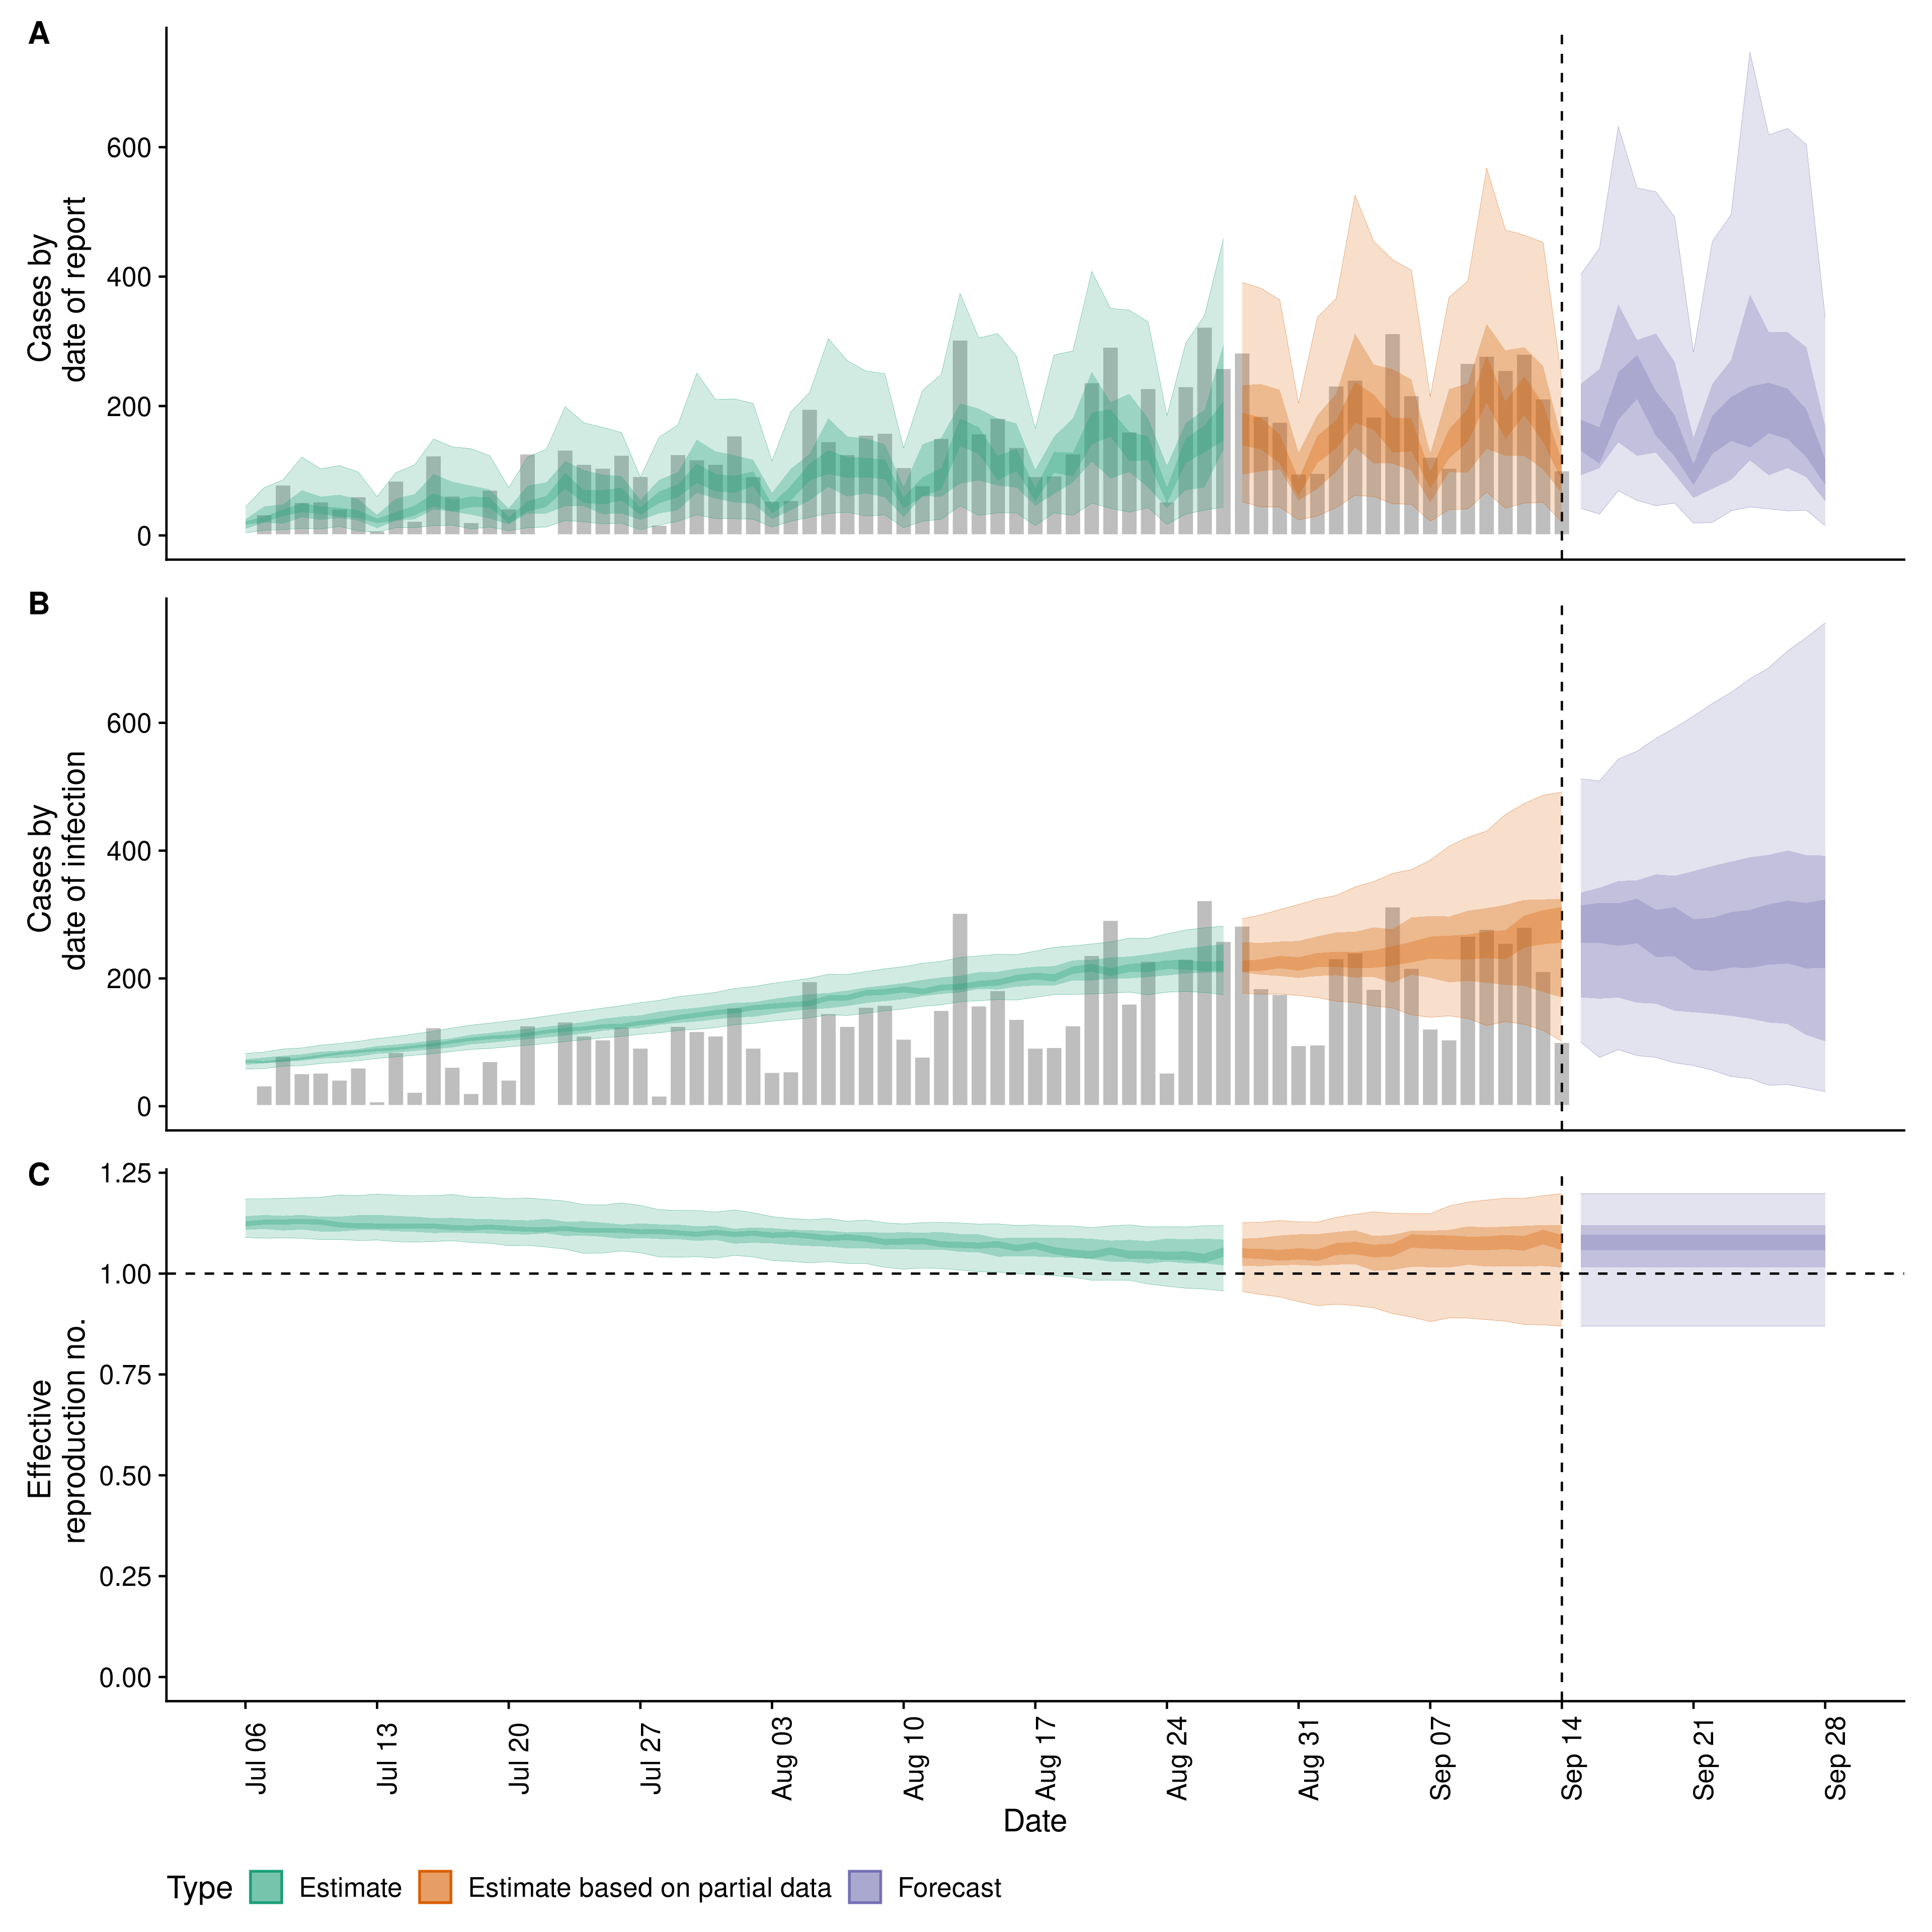 A
Cases by
date of report
600
400
200
0
B
Cases by
date of infection
600
400
200
0
C
Effective
reproduction no.
1.25
1.00
0.75
0.50
0.25
0.00
Jul 06
Jul 13
Jul 20
Jul 27
Aug 03
Aug 10
Aug 17
Aug 24
Aug 31
Sep 07
Sep 14
Sep 21
Sep 28
Date
Type Estimate Estimate based on partial data Forecast